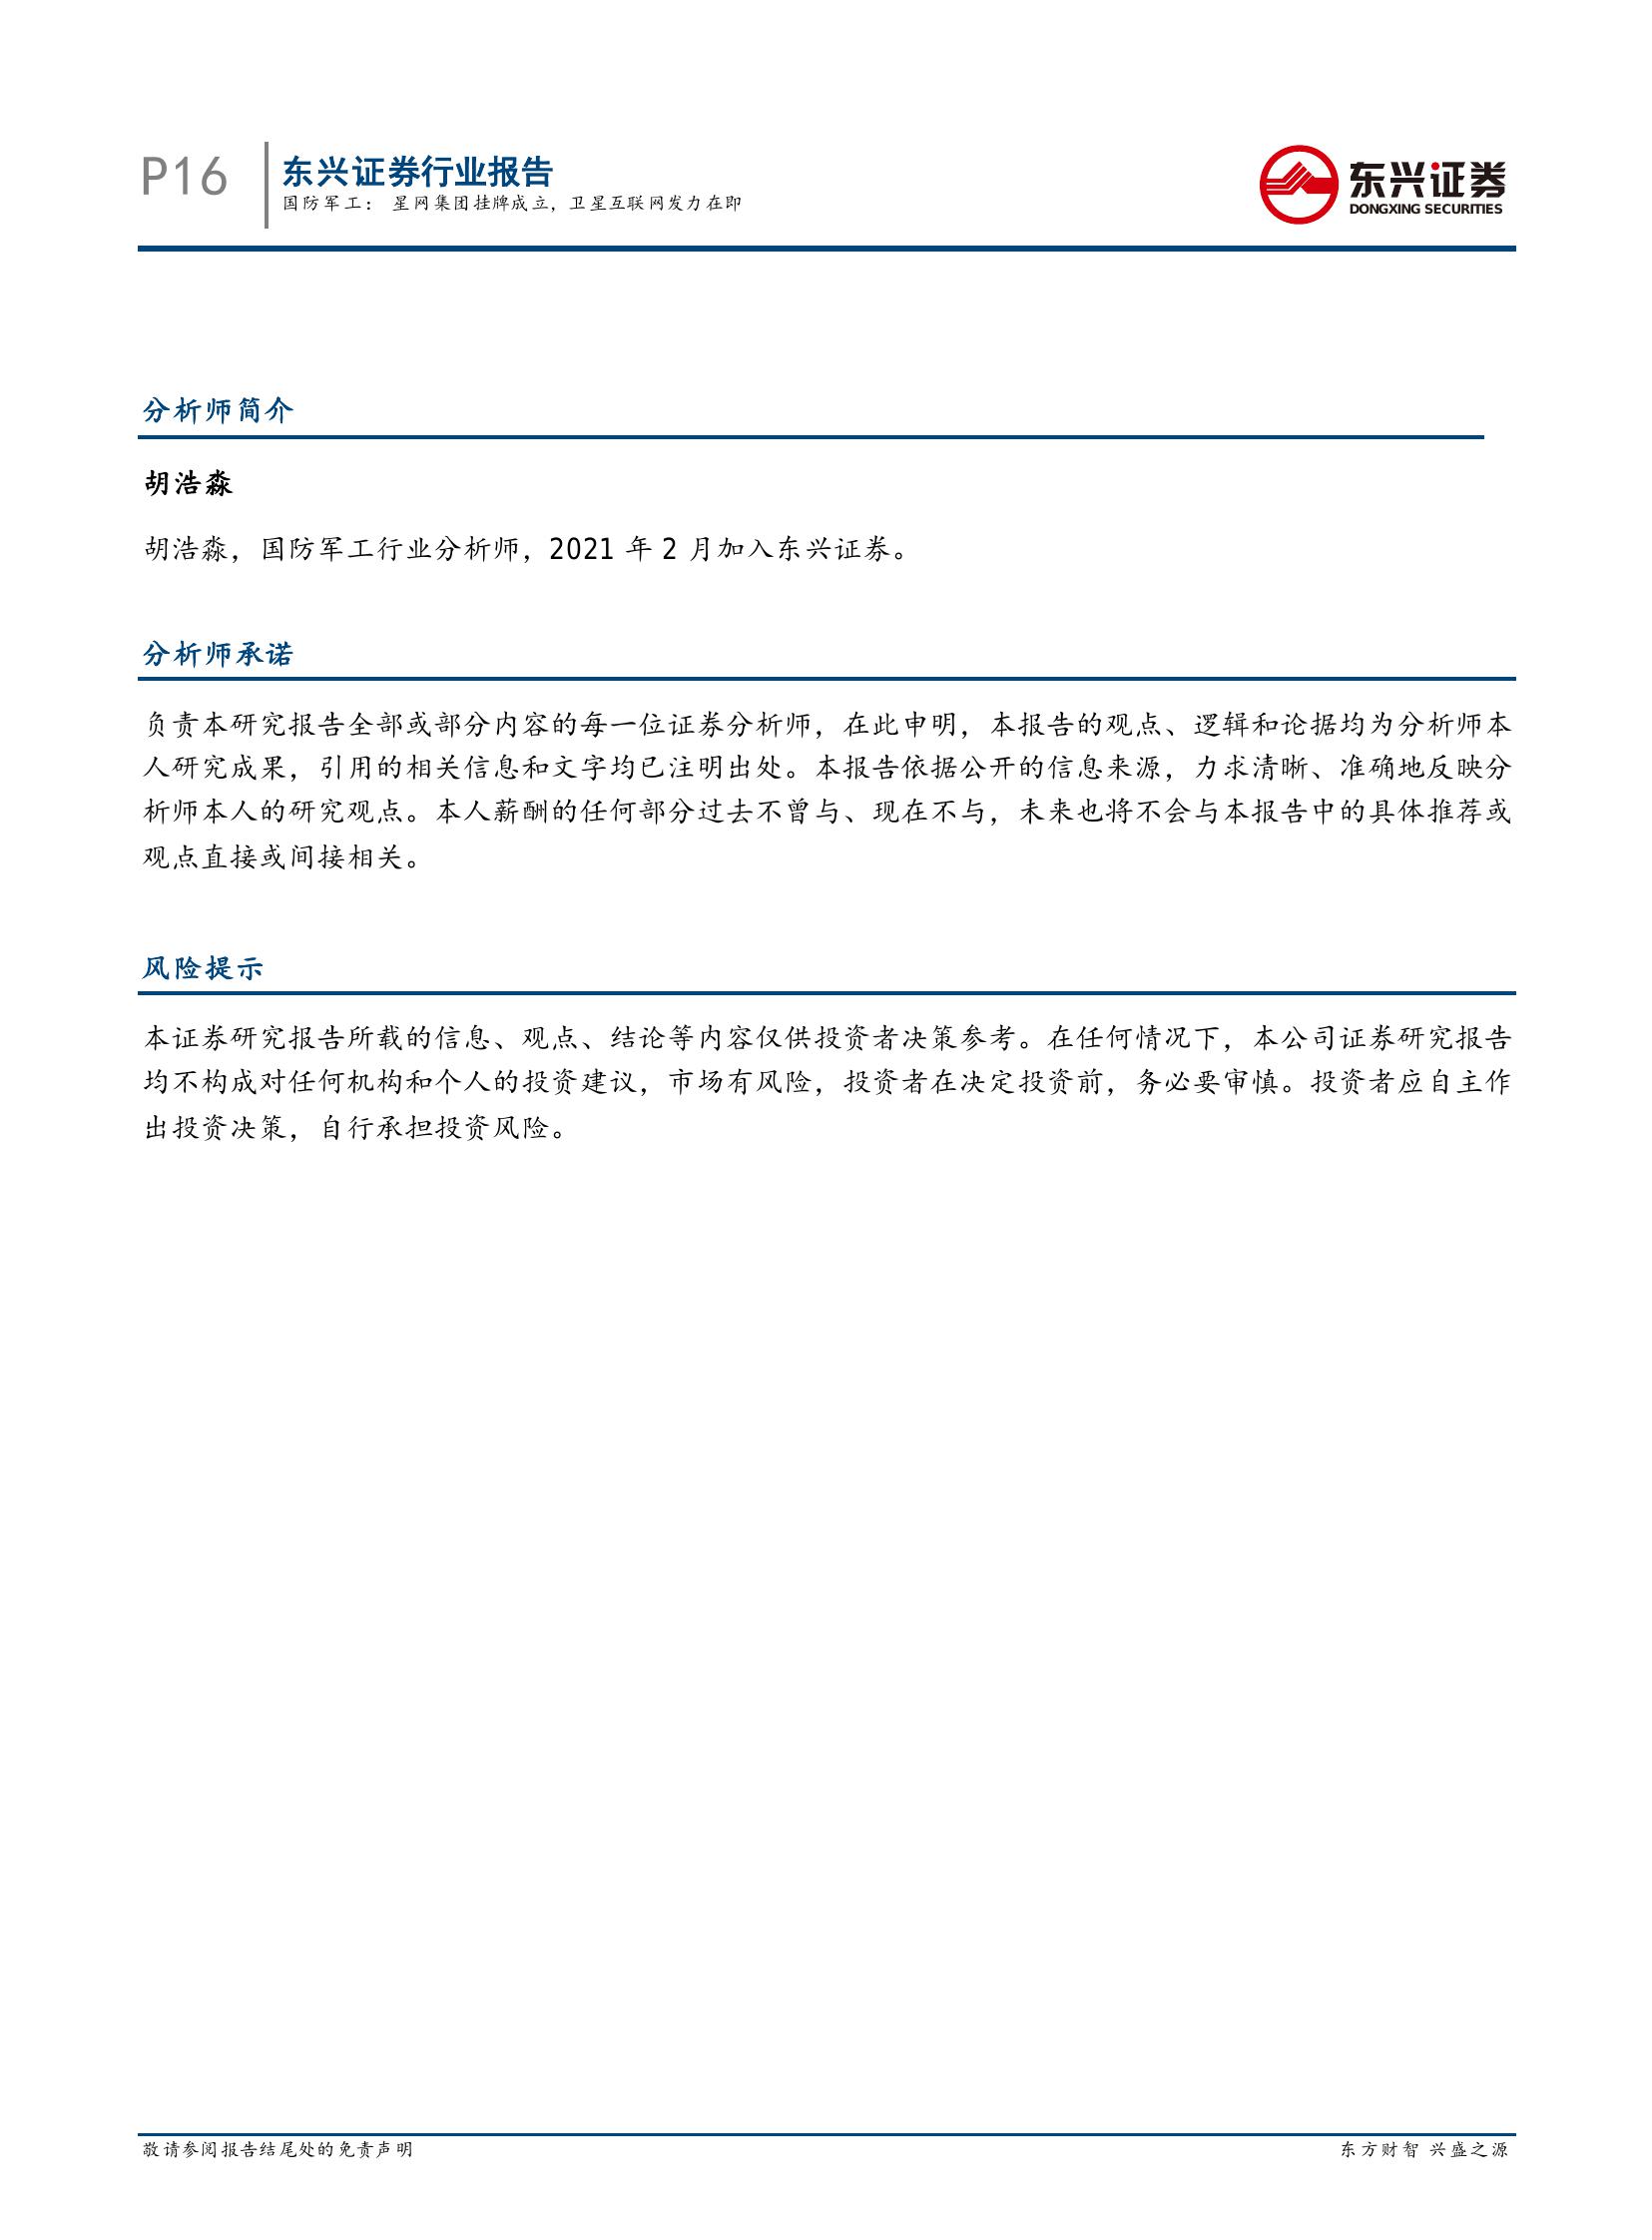 P16
东兴证券行业报告
国防军工： 星网集团挂牌成立，卫星互联网发力在即
东兴证券
DONGXING SECURITIES
分析师简介
胡浩淼
胡浩淼，国防军工行业分析师，2021 年 2 月加入东兴证券。
分析师承诺
负责本研究报告全部或部分内容的每一位证券分析师，在此申明，本报告的观点、逻辑和论据均为分析师本
人研究成果，引用的相关信息和文字均已注明出处。本报告依据公开的信息来源，力求清晰、准确地反映分
析师本人的研究观点。本人薪酬的任何部分过去不曾与、现在不与，未来也将不会与本报告中的具体推荐或
观点直接或间接相关。
风险提示
本证券研究报告所载的信息、观点、结论等内容仅供投资者决策参考。在任何情况下，本公司证券研究报告
均不构成对任何机构和个人的投资建议，市场有风险，投资者在决定投资前，务必要审慎。投资者应自主作
出投资决策，自行承担投资风险。
敬请参阅报告结尾处的免责声明
东方财智 兴盛之源